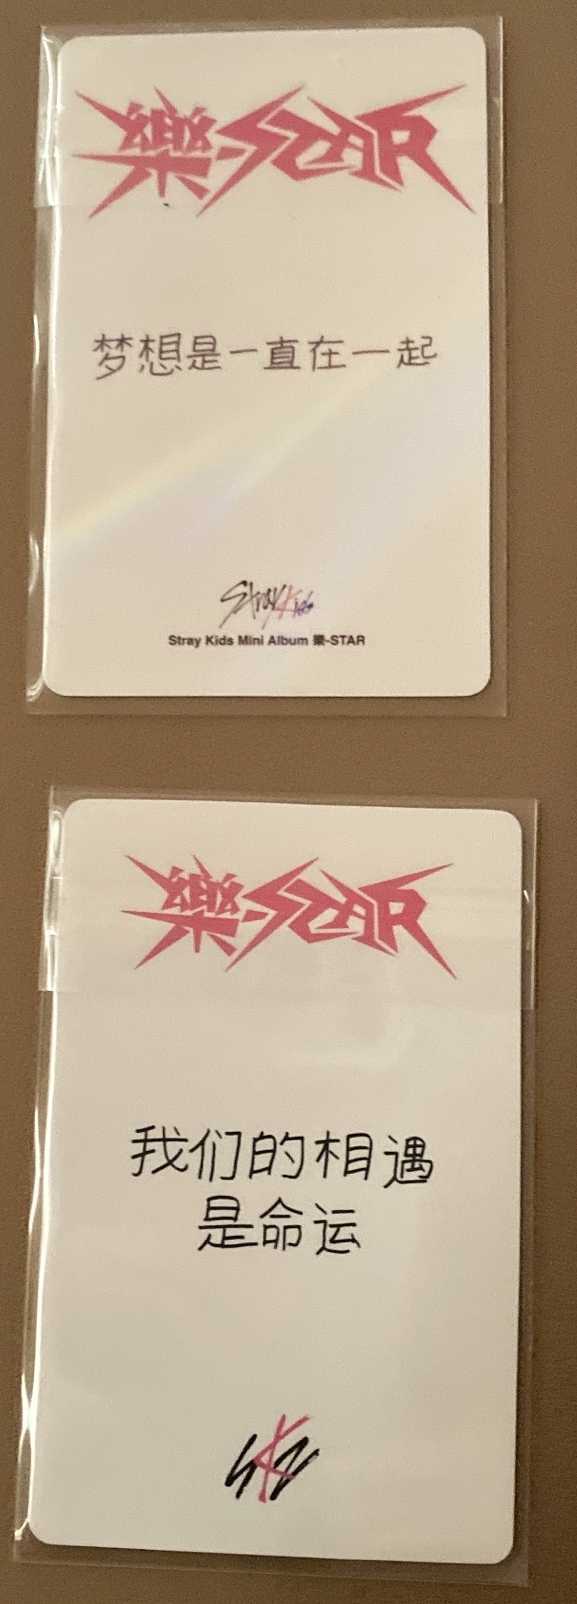 樂-STAR
梦想是一直在一起
Stray Kids
Stray Kids Mini Album 樂-STAR
樂-STAR
我们的相遇
是命运
SKZ